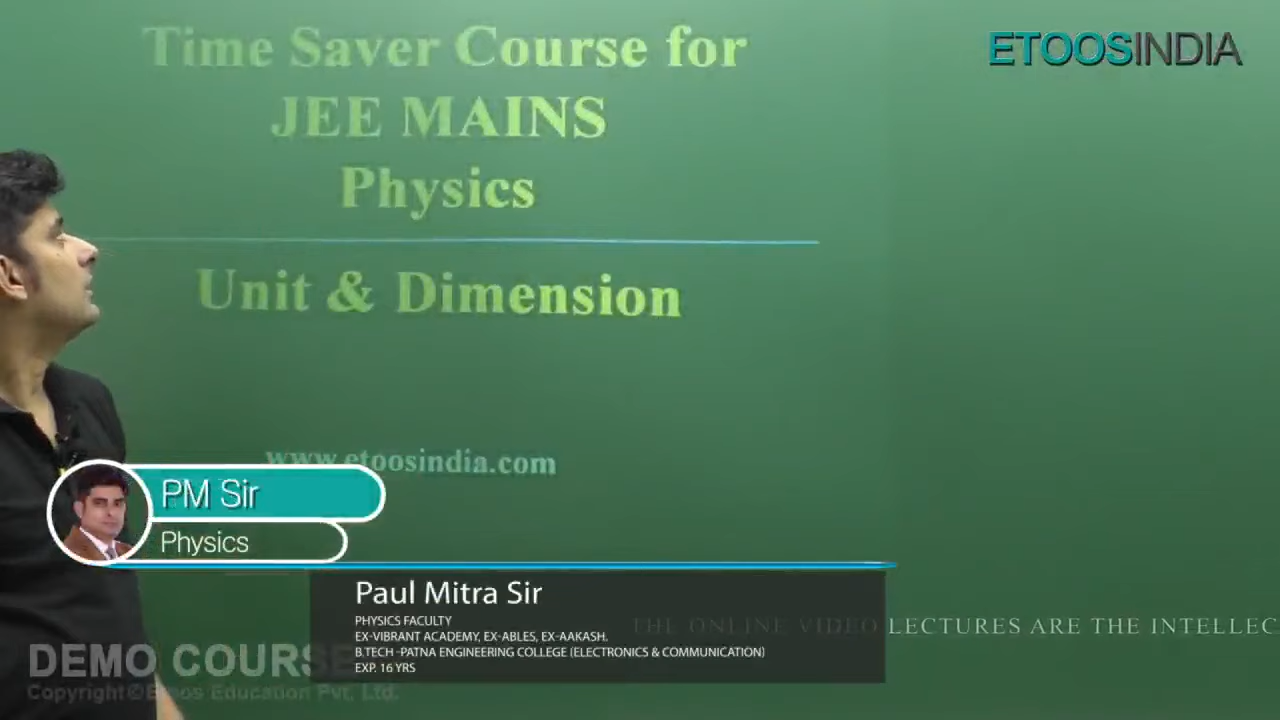 Time Saver Course for
ETOOSINDIA
JEE MAINS
Physics
Unit & Dimension
www.etoosindia.com
PM Sir
Physics
Paul Mitra Sir
PHYSICS FACULTY
EX-VIBRANT ACADEMY, EX-ABLES, EX-AAKASH.
B.TECH -PATNA ENGINEERING COLLEGE (ELECTRONICS & COMMUNICATION)
EXP. 16 YRS
THE ONLINE VIDEO LECTURES ARE THE INTELLEC
DEMO COURSE
Copyright©Etoos Education Pvt. Ltd.